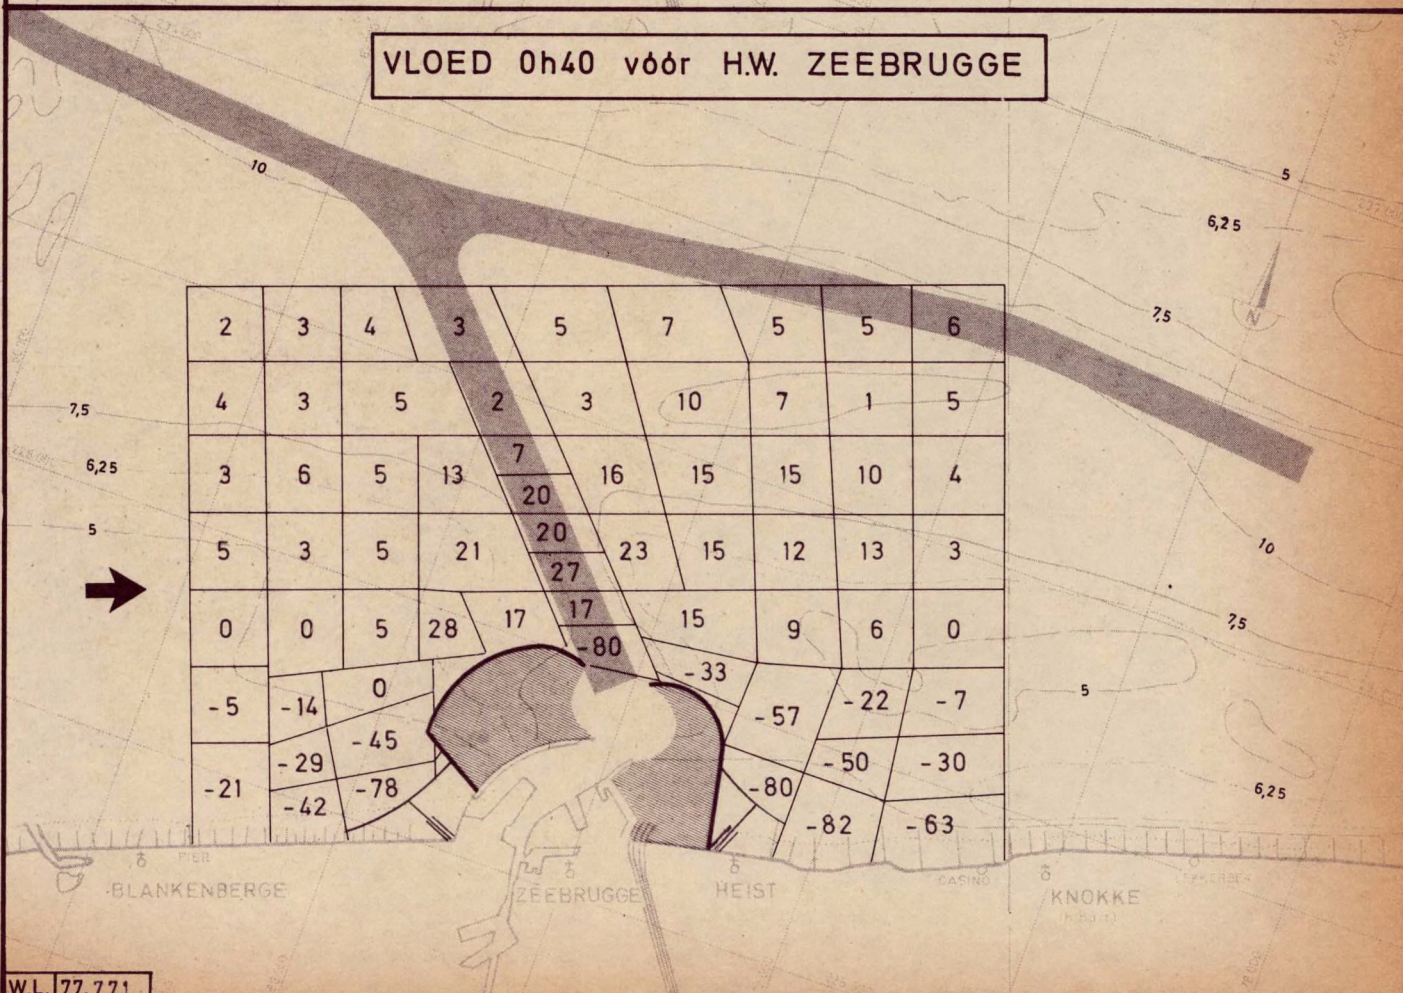 VLOED 0h40 vóór H.W. ZEEBRUGGE
10
5
6,25
N
7,5
2 3 4 3 5 7 5 5 6
4 3 5 2 3 10 7 1 5
7,5
7
6,25
3 6 5 13 16 15 15 10 4
20
5
20
5 3 5 21 23 15 12 13 3
10
27
17
0 0 5 28 17 15 9 6 0
7,5
-80
-33
0
5
-5 -14 -57 -22 -7
-45
-29 -50 -30
-21 -78 -80
6,25
-42 -82 -63
PIER
CASINO
BLANKENBERGE ZEEBRUGGE HEIST KNOKKE
W.L. 77.771